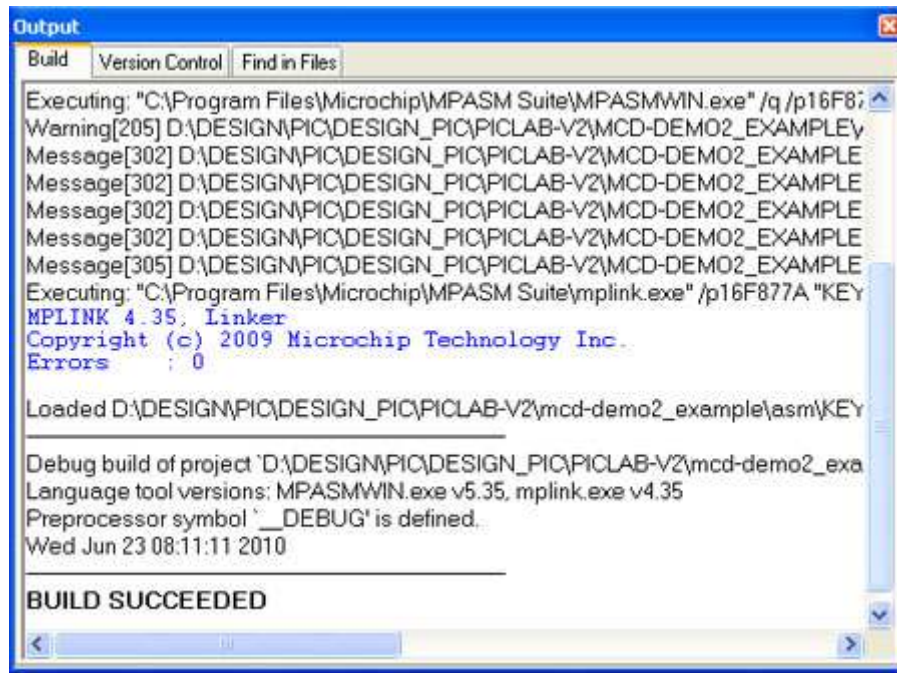 Output
Build Version Control Find in Files
Executing: "C:\Program Files\Microchip\MPASM Suite\MPASMWIN.exe" /q /p16F87
Warning[205] D:\DESIGN\PIC\DESIGN_PIC\PICLAB-V2\MCD-DEMO2_EXAMPLE\
Message[302] D:\DESIGN\PIC\DESIGN_PIC\PICLAB-V2\MCD-DEMO2_EXAMPLE
Message[302] D:\DESIGN\PIC\DESIGN_PIC\PICLAB-V2\MCD-DEMO2_EXAMPLE
Message[302] D:\DESIGN\PIC\DESIGN_PIC\PICLAB-V2\MCD-DEMO2_EXAMPLE
Message[302] D:\DESIGN\PIC\DESIGN_PIC\PICLAB-V2\MCD-DEMO2_EXAMPLE
Message[305] D:\DESIGN\PIC\DESIGN_PIC\PICLAB-V2\MCD-DEMO2_EXAMPLE
Executing: "C:\Program Files\Microchip\MPASM Suite\mplink.exe" /p16F877A "KEY
MPLINK 4.35, Linker
Copyright (c) 2009 Microchip Technology Inc.
Errors : 0
Loaded D:\DESIGN\PIC\DESIGN_PIC\PICLAB-V2\mcd-demo2_example\asm\KEY
Debug build of project `D:\DESIGN\PIC\DESIGN_PIC\PICLAB-V2\mcd-demo2_exa
Language tool versions: MPASMWIN.exe v5.35, mplink.exe v4.35
Preprocessor symbol `__DEBUG' is defined.
Wed Jun 23 08:11:11 2010
BUILD SUCCEEDED